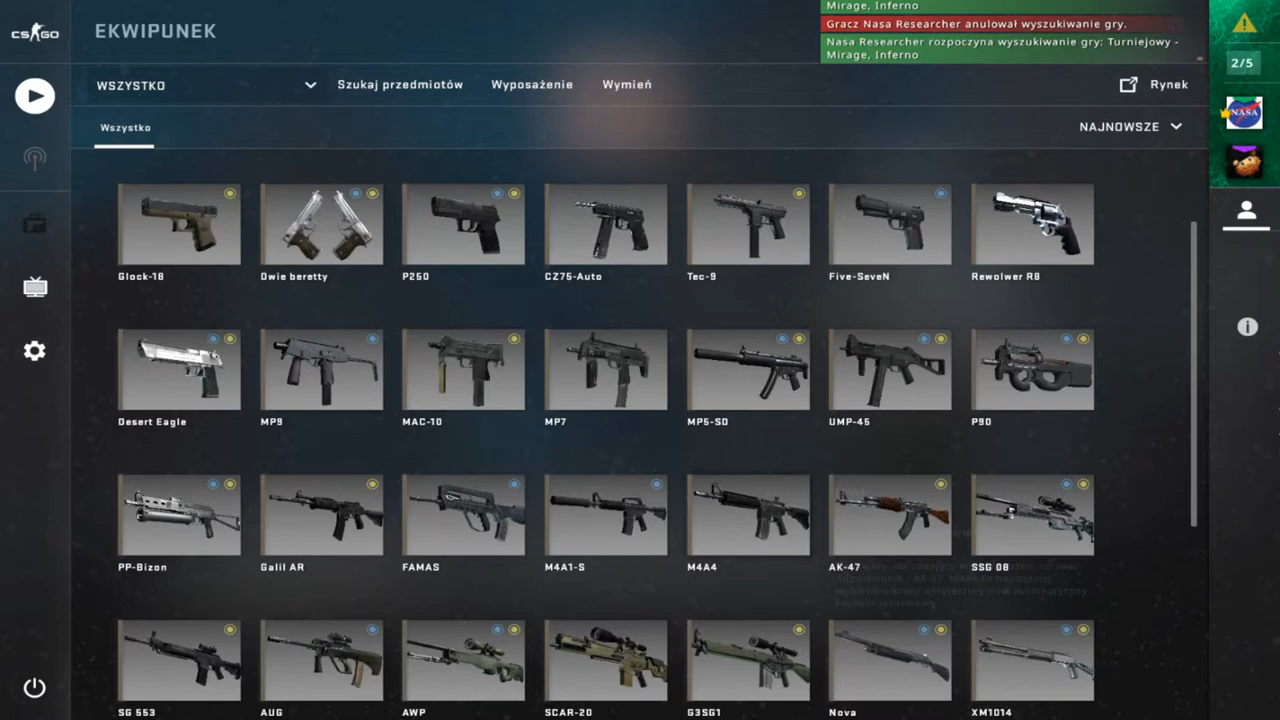 CS GO
EKWIPUNEK
Mirage, Inferno
Gracz Nasa Researcher anulował wyszukiwanie gry.
Nasa Researcher rozpoczyna wyszukiwanie gry: Turniejowy -
Mirage, Inferno
2/5
WSZYSTKO
Szukaj przedmiotów
Wyposażenie
Wymień
Rynek
NASA
Wszystko
NAJNOWSZE
Glock-18
Dwie beretty
P250
CZ75-Auto
Tec-9
Five-SeveN
Rewolwer R8
Desert Eagle
MP9
MAC-10
MP7
MP5-SD
UMP-45
P90
PP-Bizon
Galil AR
FAMAS
M4A1-S
M4A4
AK-47
SSG 08
SG 553
AUG
AWP
SCAR-20
G3SG1
Nova
XM1014